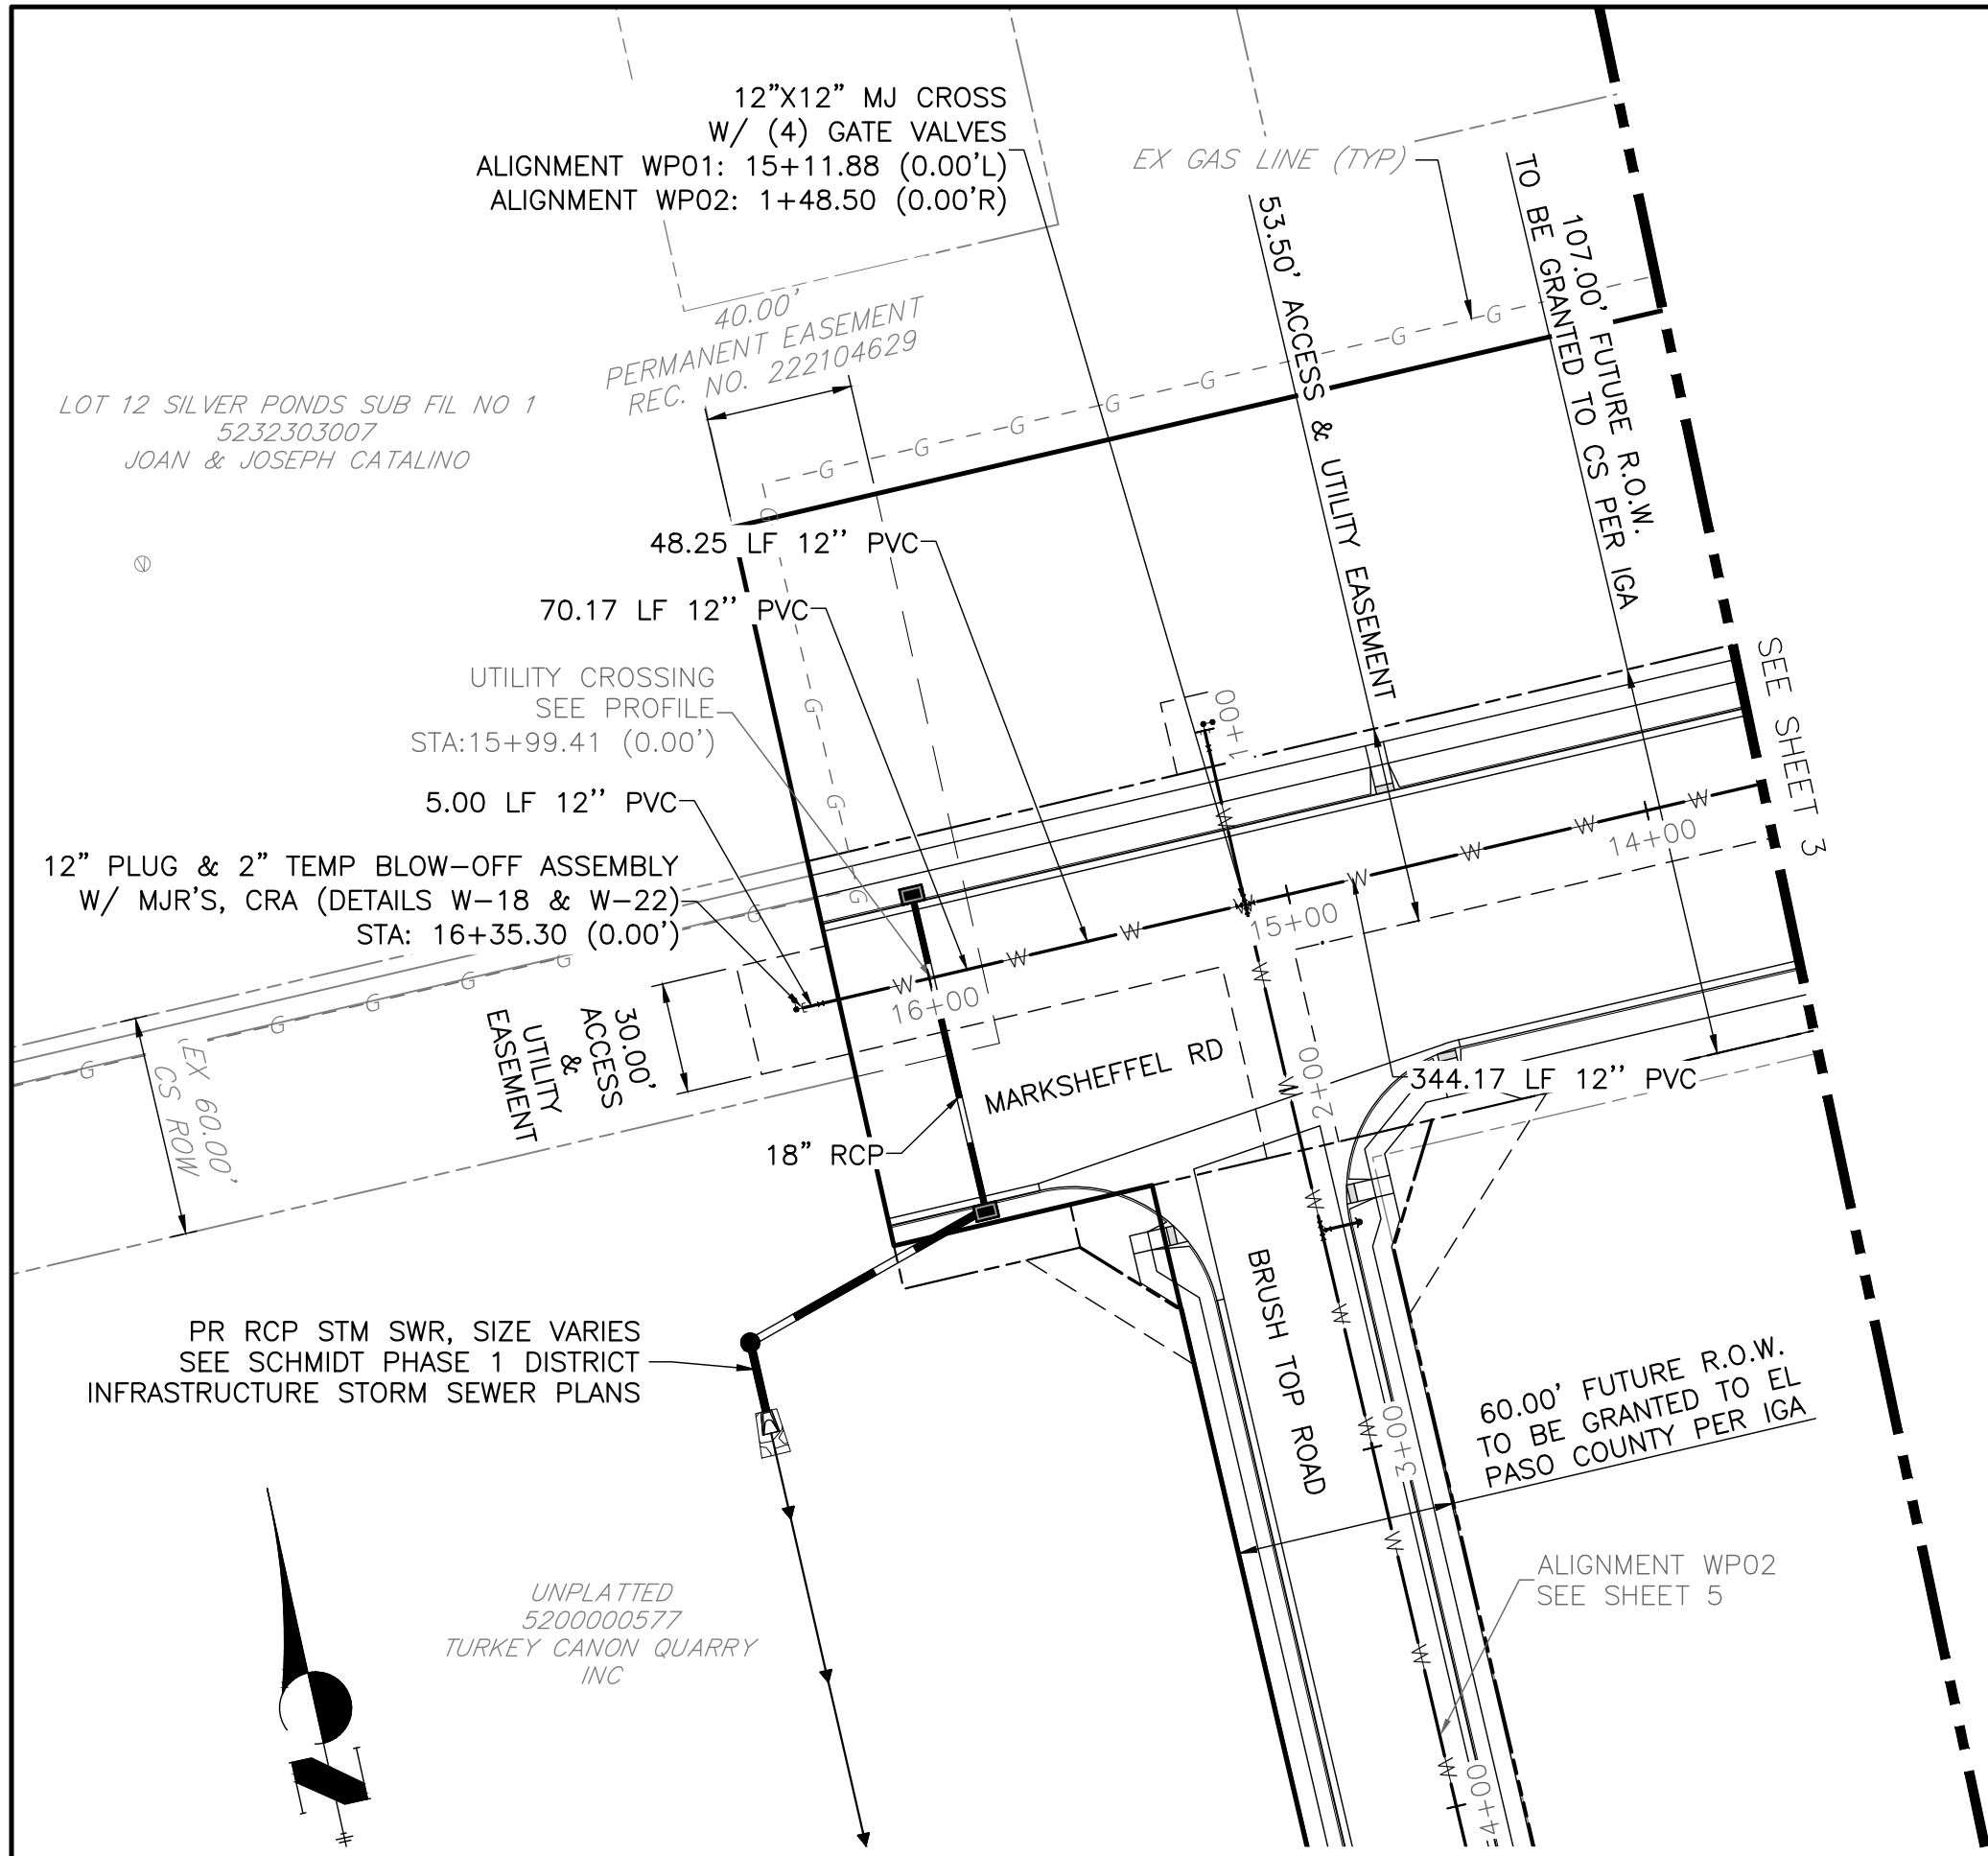 12"X12" MJ CROSS
W/ (4) GATE VALVES
ALIGNMENT WP01: 15+11.88 (0.00'L)
ALIGNMENT WP02: 1+48.50 (0.00'R)
EX GAS LINE (TYP)
53.50' ACCESS & UTILITY EASEMENT
107.00' FUTURE R.O.W.
TO BE GRANTED TO CS PER IGA
40.00'
PERMANENT EASEMENT
REC. NO. 222104629
LOT 12 SILVER PONDS SUB FIL NO 1
5232303007
JOAN & JOSEPH CATALINO
48.25 LF 12'' PVC
70.17 LF 12'' PVC
UTILITY CROSSING
SEE PROFILE
STA:15+99.41 (0.00')
5.00 LF 12'' PVC
12" PLUG & 2" TEMP BLOW-OFF ASSEMBLY
W/ MJR'S, CRA (DETAILS W-18 & W-22)
STA: 16+35.30 (0.00')
SEE SHEET 3
1+00
14+00
15+00
16+00
2+00
3+00
4+00
G G G G G G G G
G G G G
G G G G G G
W W W W W W W
W W W W W W W W W
30.00'
ACCESS
&
UTILITY
EASEMENT
EX 60.00'
CS ROW
MARKSHEFFEL RD
344.17 LF 12'' PVC
18" RCP
BRUSH TOP ROAD
PR RCP STM SWR, SIZE VARIES
SEE SCHMIDT PHASE 1 DISTRICT
INFRASTRUCTURE STORM SEWER PLANS
60.00' FUTURE R.O.W.
TO BE GRANTED TO EL
PASO COUNTY PER IGA
ALIGNMENT WP02
SEE SHEET 5
UNPLATTED
5200000577
TURKEY CANON QUARRY
INC
N